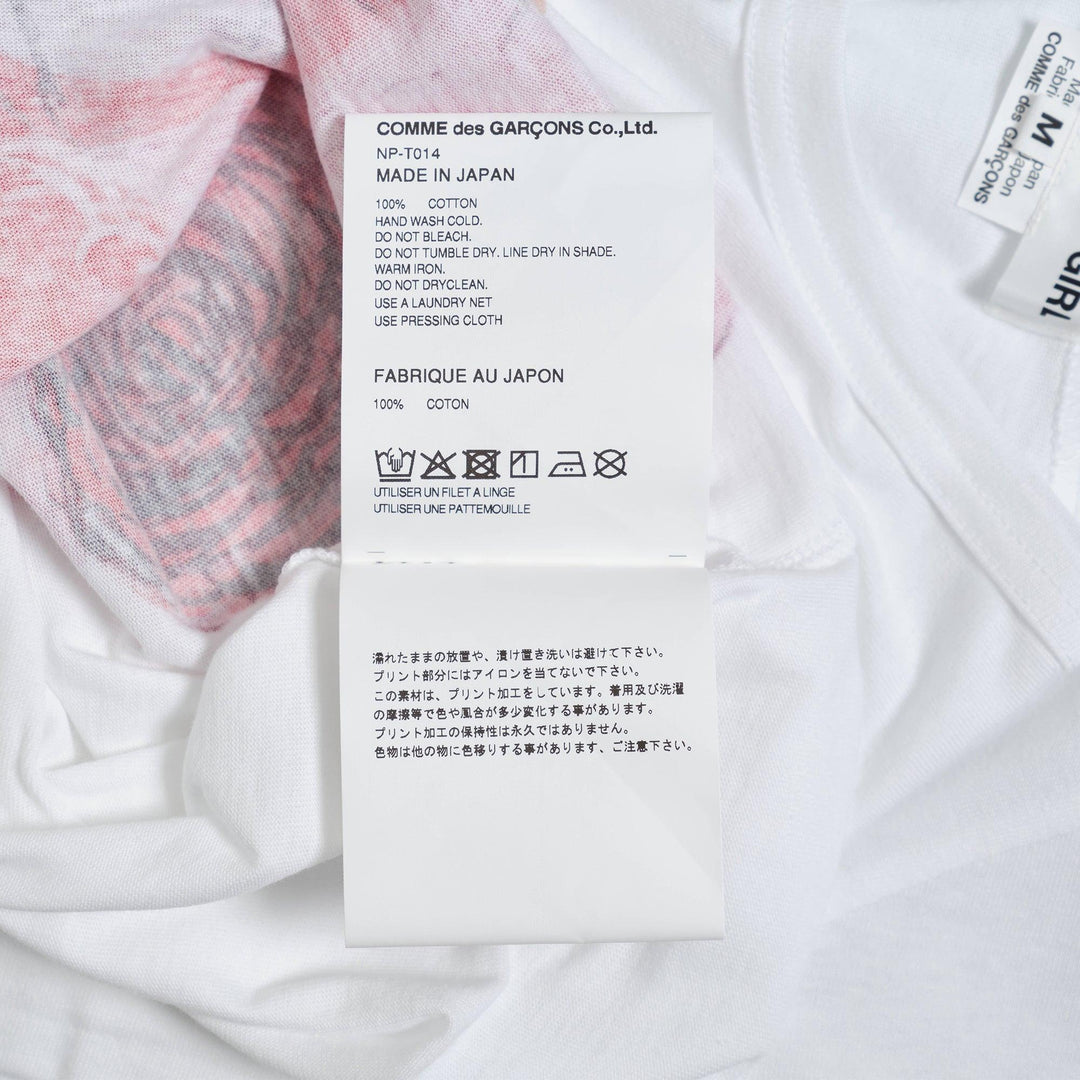 COMME des GARÇONS Co.,Ltd.
NP-T014
MADE IN JAPAN
100% COTTON
HAND WASH COLD.
DO NOT BLEACH.
DO NOT TUMBLE DRY. LINE DRY IN SHADE.
WARM IRON.
DO NOT DRYCLEAN.
USE A LAUNDRY NET
USE PRESSING CLOTH
FABRIQUE AU JAPON
100% COTON
UTILISER UN FILET A LINGE
UTILISER UNE PATTEMOUILLE
濡れたままの放置や、漬け置き洗いは避けて下さい。
プリント部分にはアイロンを当てないで下さい。
この素材は、プリント加工をしています。着用及び洗濯
の摩擦等で色や風合が多少変化する事があります。
プリント加工の保持性は永久ではありません。
色物は他の物に色移りする事があります、ご注意下さい。
M
pan
Japon
COMME des GARÇONS
GIRL